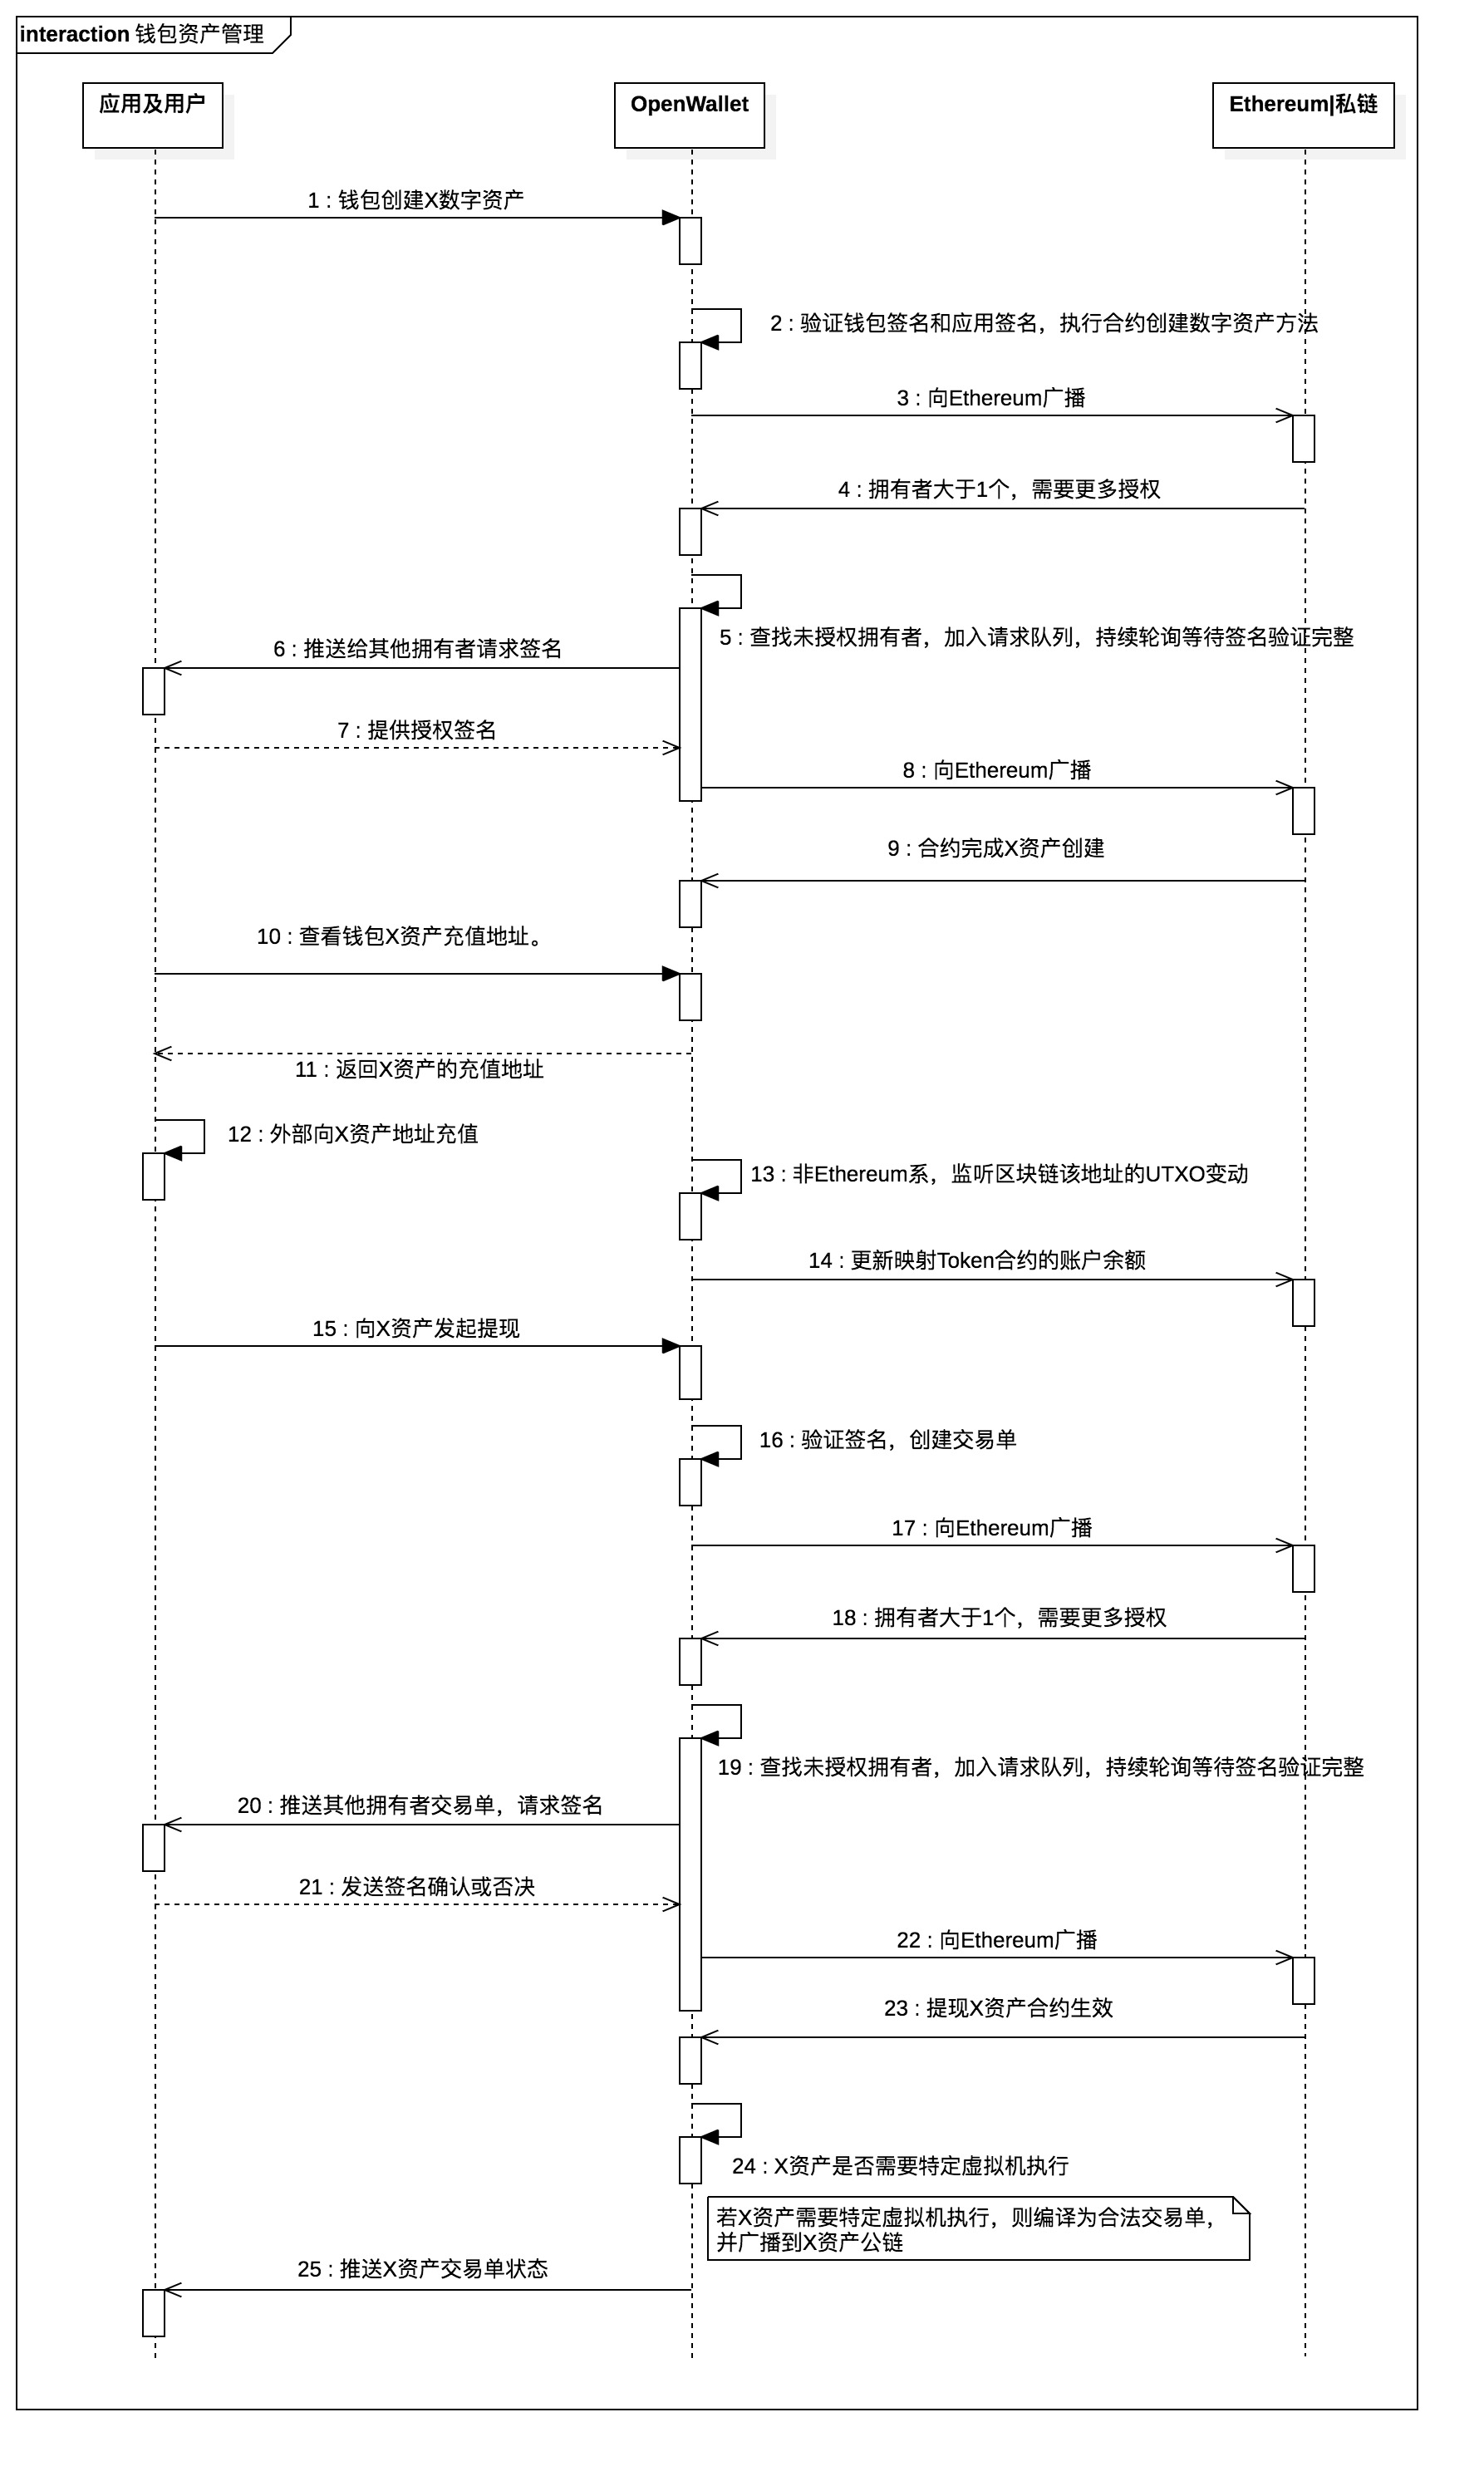 interaction 钱包资产管理
应用及用户
OpenWallet
Ethereum|私链
1 : 钱包创建X数字资产
2 : 验证钱包签名和应用签名，执行合约创建数字资产方法
3 : 向Ethereum广播
4 : 拥有者大于1个，需要更多授权
5 : 查找未授权拥有者，加入请求队列，持续轮询等待签名验证完整
6 : 推送给其他拥有者请求签名
7 : 提供授权签名
8 : 向Ethereum广播
9 : 合约完成X资产创建
10 : 查看钱包X资产充值地址。
11 : 返回X资产的充值地址
12 : 外部向X资产地址充值
13 : 非Ethereum系，监听区块链该地址的UTXO变动
14 : 更新映射Token合约的账户余额
15 : 向X资产发起提现
16 : 验证签名，创建交易单
17 : 向Ethereum广播
18 : 拥有者大于1个，需要更多授权
19 : 查找未授权拥有者，加入请求队列，持续轮询等待签名验证完整
20 : 推送其他拥有者交易单，请求签名
21 : 发送签名确认或否决
22 : 向Ethereum广播
23 : 提现X资产合约生效
24 : X资产是否需要特定虚拟机执行
若X资产需要特定虚拟机执行，则编译为合法交易单，
并广播到X资产公链
25 : 推送X资产交易单状态